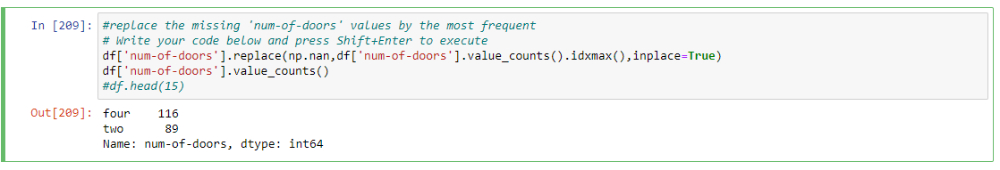 In [209]: #replace the missing 'num-of-doors' values by the most frequent
# Write your code below and press Shift+Enter to execute
df['num-of-doors'].replace(np.nan,df['num-of-doors'].value_counts().idxmax(),inplace=True)
df['num-of-doors'].value_counts()
#df.head(15)
Out[209]: four    116
two      89
Name: num-of-doors, dtype: int64